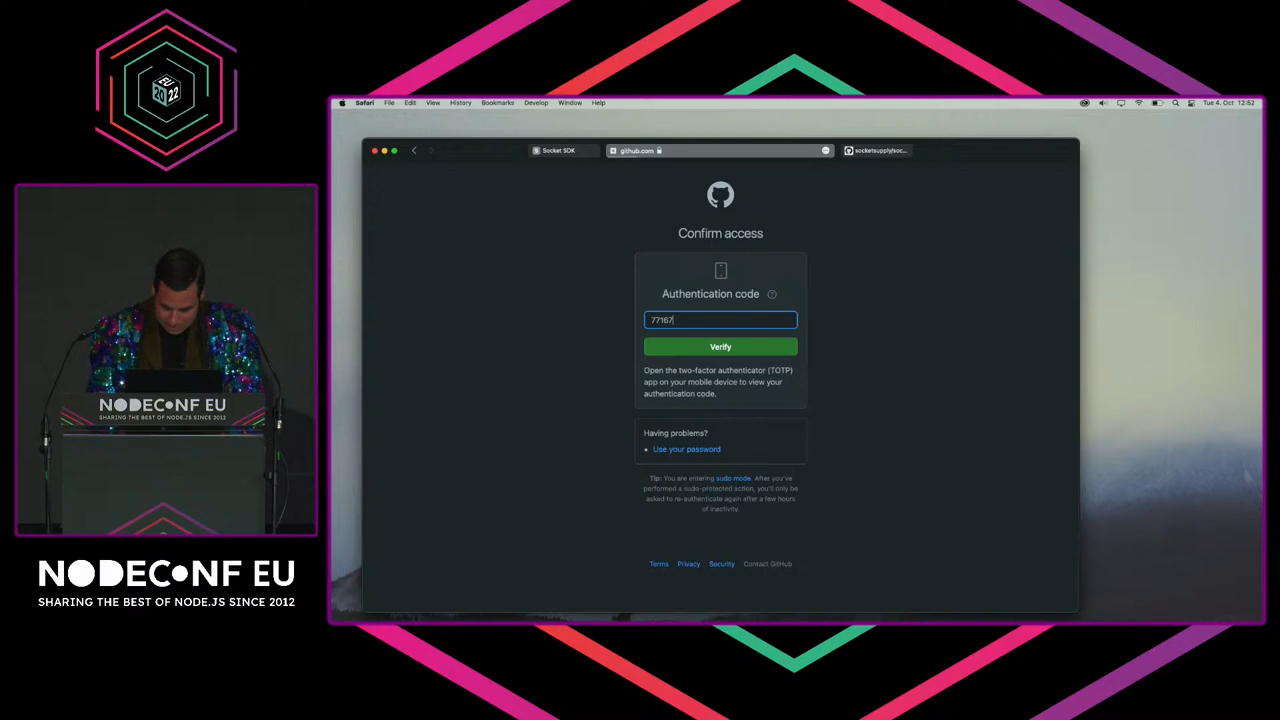 EU
20
22
NODECONF EU
SHARING THE BEST OF NODE.JS SINCE 2012
NODECONF EU
SHARING THE BEST OF NODE.JS SINCE 2012
Safari File Edit View History Bookmarks Develop Window Help
Tue 4. Oct 12:52
Socket SDK
github.com
socketsupply/soc...
Confirm access
Authentication code
77167
Verify
Open the two-factor authenticator (TOTP)
app on your mobile device to view your
authentication code.
Having problems?
• Use your password
Tip: You are entering sudo mode. After you've
performed a sudo-protected action, you'll only be
asked to re-authenticate again after a few hours
of inactivity.
Terms Privacy Security Contact GitHub